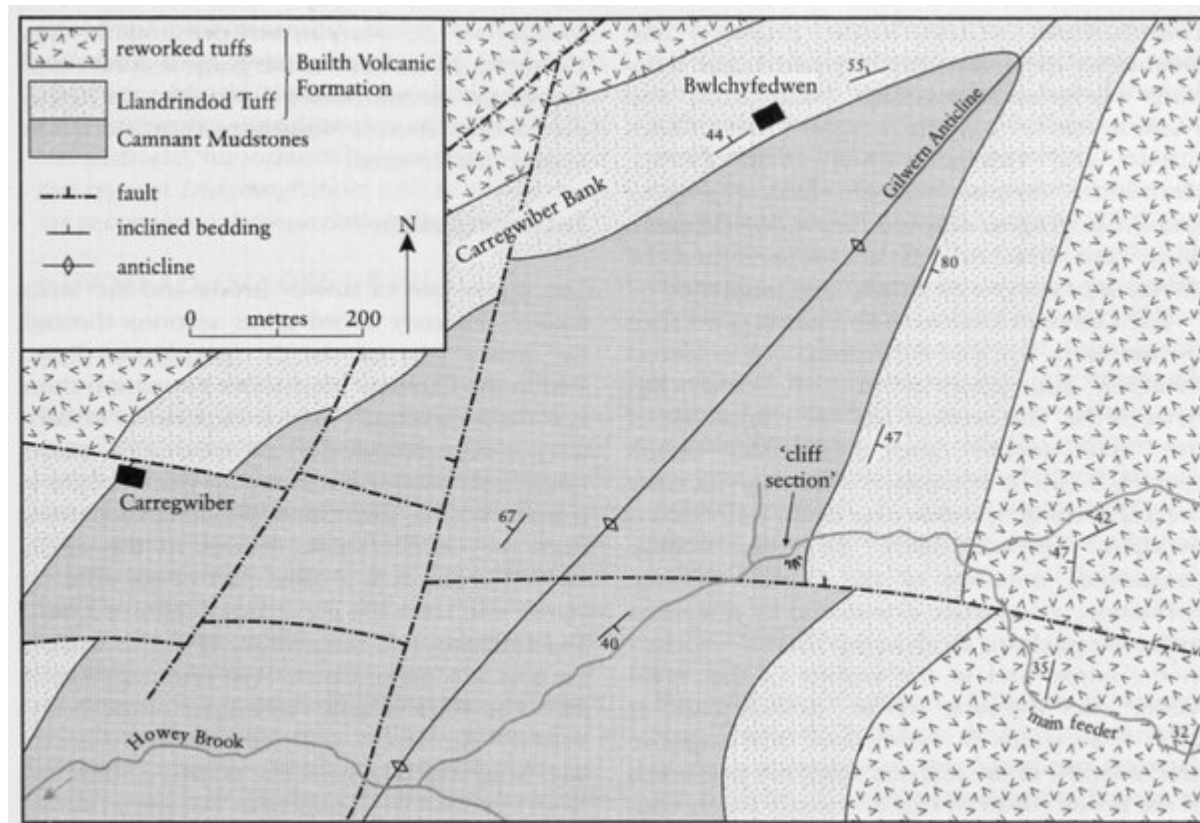 reworked tuffs
Builth Volcanic
Formation
Llandrindod Tuff
Camnant Mudstones
fault
inclined bedding
anticline
N
0 metres 200
55
Bwlchyfedwen
44
Gilwern Anticline
Carregwiber Bank
80
47
'cliff
section'
Carregwiber
67
42
47
40
35
Howey Brook
'main feeder'
32